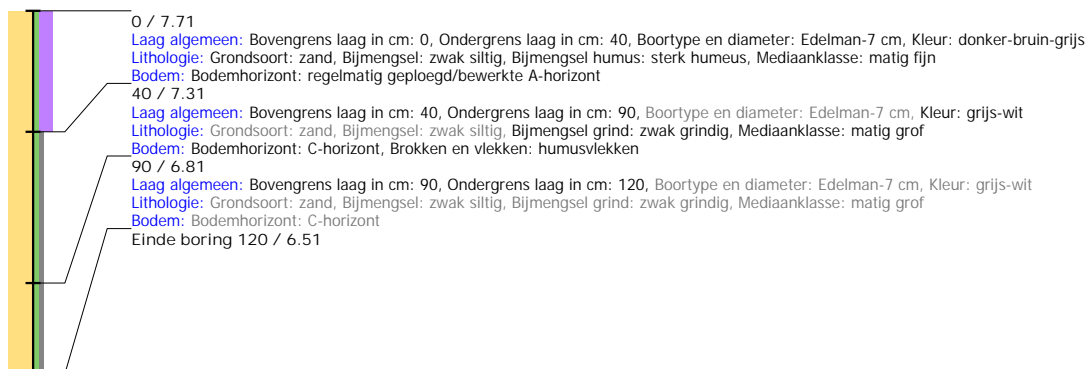 0 / 7.71
Laag algemeen: Bovengrens laag in cm: 0, Ondergrens laag in cm: 40, Boortype en diameter: Edelman-7 cm, Kleur: donker-bruin-grijs
Lithologie: Grondsoort: zand, Bijmengsel: zwak siltig, Bijmengsel humus: sterk humeus, Mediaanklasse: matig fijn
Bodem: Bodemhorizont: regelmatig geploegd/bewerkte A-horizont
40 / 7.31
Laag algemeen: Bovengrens laag in cm: 40, Ondergrens laag in cm: 90, Boortype en diameter: Edelman-7 cm, Kleur: grijs-wit
Lithologie: Grondsoort: zand, Bijmengsel: zwak siltig, Bijmengsel grind: zwak grindig, Mediaanklasse: matig grof
Bodem: Bodemhorizont: C-horizont, Brokken en vlekken: humusvlekken
90 / 6.81
Laag algemeen: Bovengrens laag in cm: 90, Ondergrens laag in cm: 120, Boortype en diameter: Edelman-7 cm, Kleur: grijs-wit
Lithologie: Grondsoort: zand, Bijmengsel: zwak siltig, Bijmengsel grind: zwak grindig, Mediaanklasse: matig grof
Bodem: Bodemhorizont: C-horizont
Einde boring 120 / 6.51